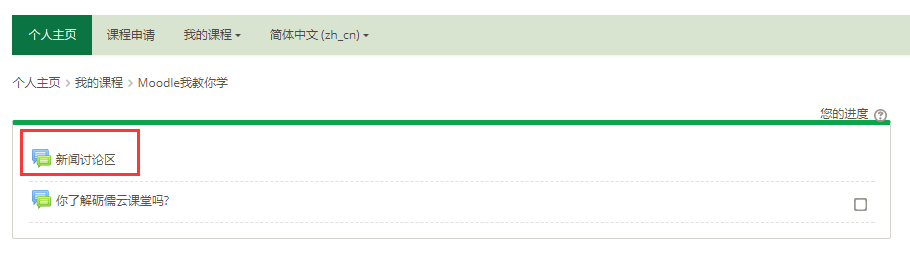 个人主页 课程申请 我的课程 简体中文 (zh_cn)
个人主页 > 我的课程 > Moodle我教你学
您的进度 ?
新闻讨论区
你了解砺儒云课堂吗?